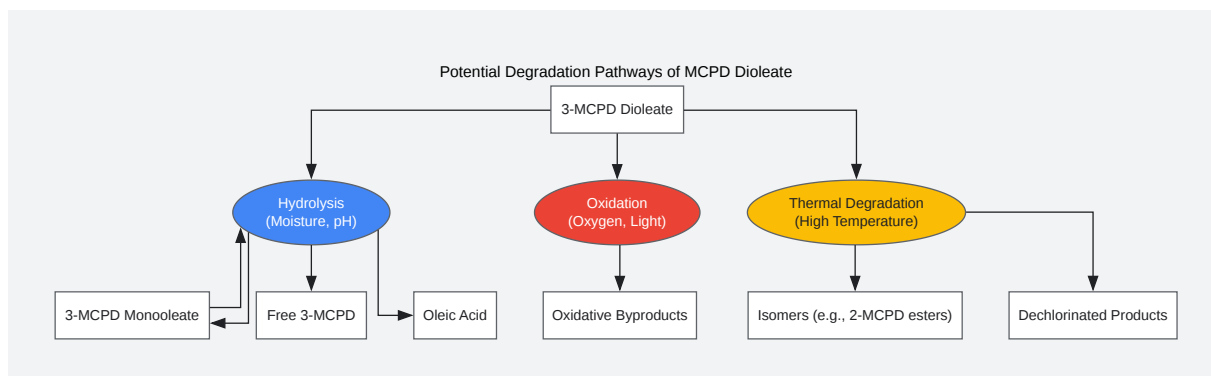 Potential Degradation Pathways of MCPD Dioleate
3-MCPD Dioleate
Hydrolysis
(Moisture, pH)
Oxidation
(Oxygen, Light)
Thermal Degradation
(High Temperature)
3-MCPD Monooleate
Free 3-MCPD
Oleic Acid
Oxidative Byproducts
Isomers (e.g., 2-MCPD esters)
Dechlorinated Products